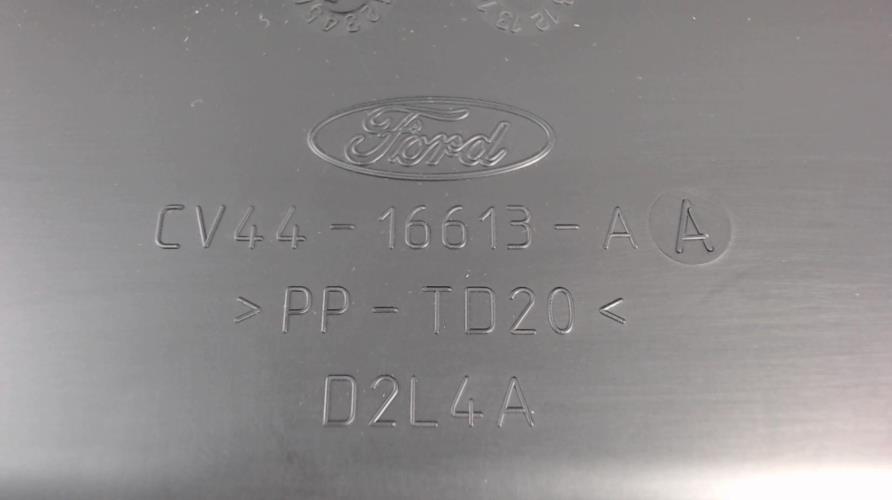 Ford
CV44-16613-A A
>PP-TD20<
D2L4A